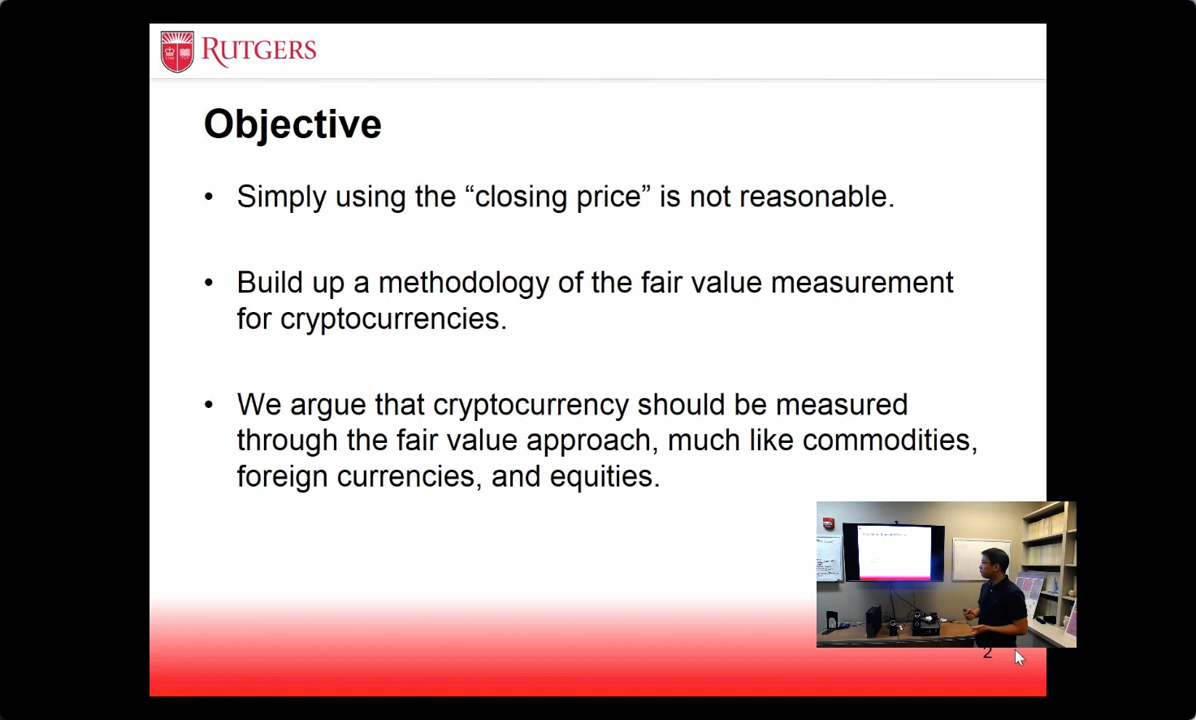 RUTGERS
Objective
• Simply using the “closing price” is not reasonable.
• Build up a methodology of the fair value measurement
for cryptocurrencies.
• We argue that cryptocurrency should be measured
through the fair value approach, much like commodities,
foreign currencies, and equities.
2